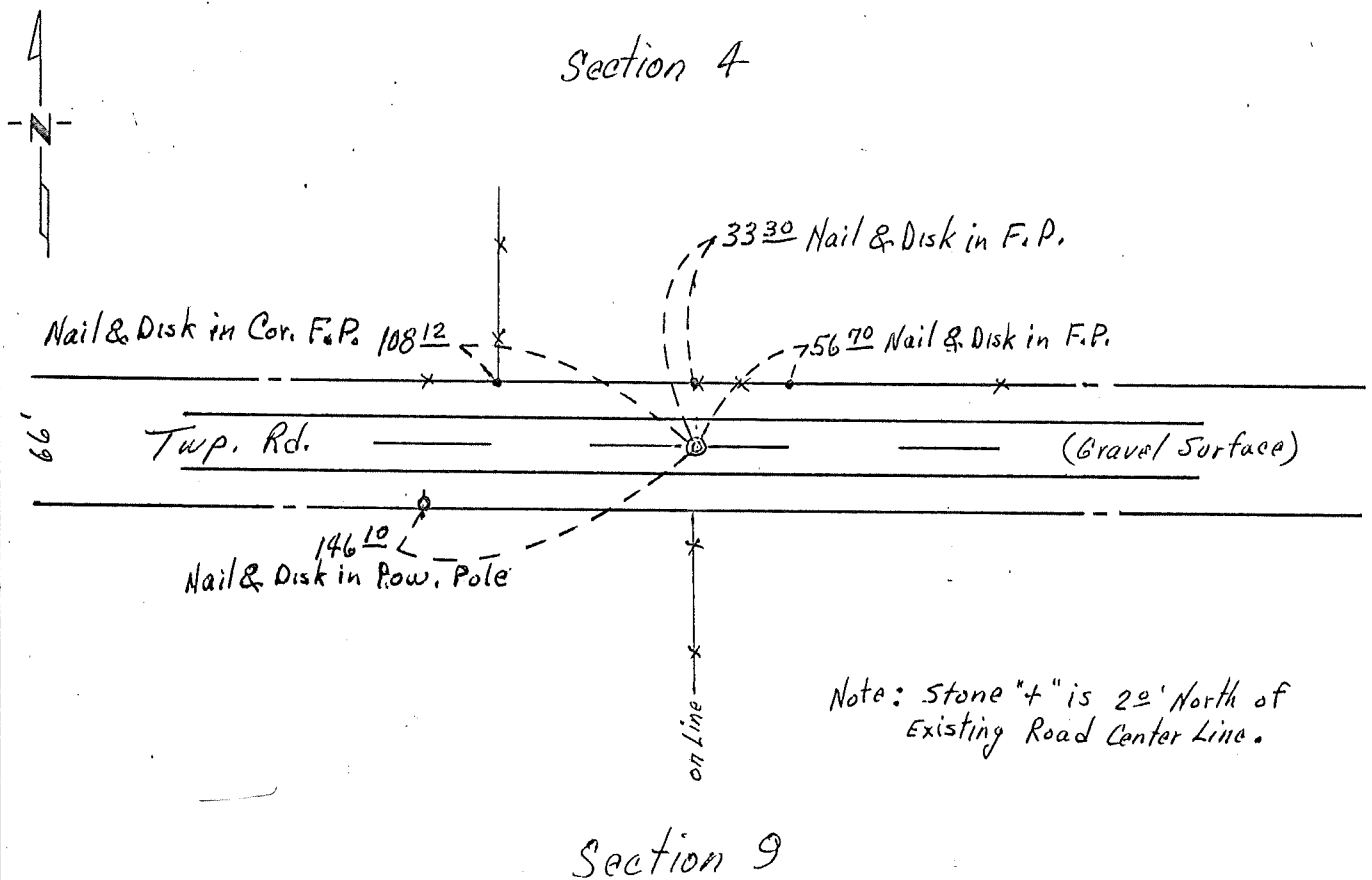 Section 4
N
33 30 Nail & Disk in F.P.
Nail & Disk in Cor. F.P. 108 12
56 70 Nail & Disk in F.P.
66'
Twp. Rd.
(Gravel Surface)
146 10
Nail & Disk in Pow. Pole
on Line
Note: Stone "+" is 2 0' North of
Existing Road Center Line.
Section 9